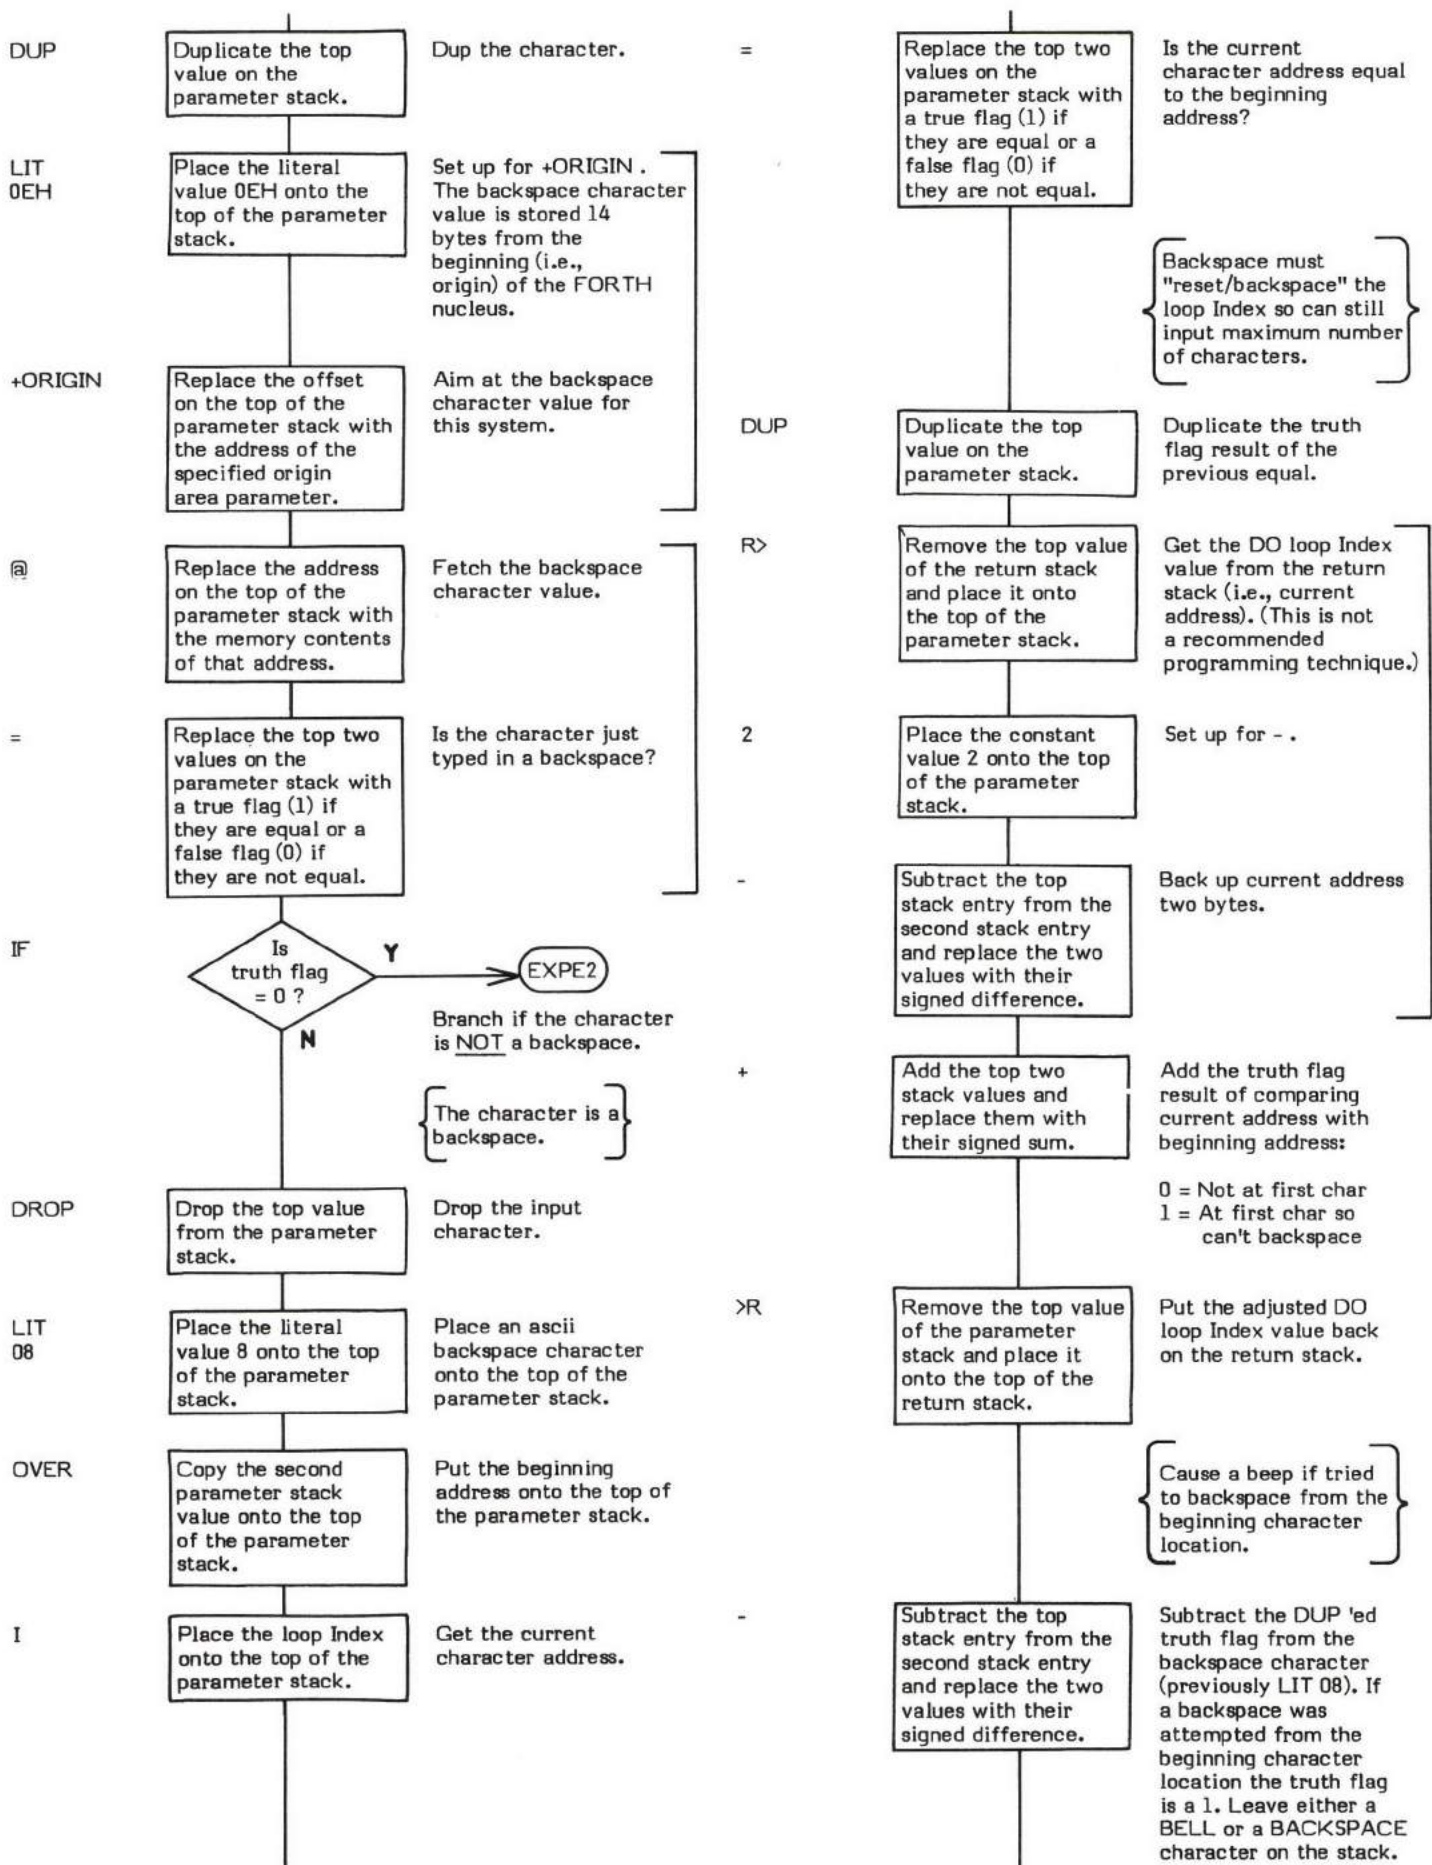 DUP
Duplicate the top
value on the
parameter stack.
Dup the character.
LIT
0EH
Place the literal
value 0EH onto the
top of the parameter
stack.
Set up for +ORIGIN .
The backspace character
value is stored 14
bytes from the
beginning (i.e.,
origin) of the FORTH
nucleus.
+ORIGIN
Replace the offset
on the top of the
parameter stack with
the address of the
specified origin
area parameter.
Aim at the backspace
character value for
this system.
@
Replace the address
on the top of the
parameter stack with
the memory contents
of that address.
Fetch the backspace
character value.
=
Replace the top two
values on the
parameter stack with
a true flag (1) if
they are equal or a
false flag (0) if
they are not equal.
Is the character just
typed in a backspace?
IF
Is
truth flag
= 0 ?
Y
EXPE2
N
Branch if the character
is NOT a backspace.
The character is a
backspace.
DROP
Drop the top value
from the parameter
stack.
Drop the input
character.
LIT
08
Place the literal
value 8 onto the top
of the parameter
stack.
Place an ascii
backspace character
onto the top of the
parameter stack.
OVER
Copy the second
parameter stack
value onto the top
of the parameter
stack.
Put the beginning
address onto the top of
the parameter stack.
I
Place the loop Index
onto the top of the
parameter stack.
Get the current
character address.
=
Replace the top two
values on the
parameter stack with
a true flag (1) if
they are equal or a
false flag (0) if
they are not equal.
Is the current
character address equal
to the beginning
address?
Backspace must
"reset/backspace" the
loop Index so can still
input maximum number
of characters.
DUP
Duplicate the top
value on the
parameter stack.
Duplicate the truth
flag result of the
previous equal.
R>
Remove the top value
of the return stack
and place it onto
the top of the
parameter stack.
Get the DO loop Index
value from the return
stack (i.e., current
address). (This is not
a recommended
programming technique.)
2
Place the constant
value 2 onto the top
of the parameter
stack.
Set up for - .
-
Subtract the top
stack entry from the
second stack entry
and replace the two
values with their
signed difference.
Back up current address
two bytes.
+
Add the top two
stack values and
replace them with
their signed sum.
Add the truth flag
result of comparing
current address with
beginning address:
0 = Not at first char
1 = At first char so
can't backspace
>R
Remove the top value
of the parameter
stack and place it
onto the top of the
return stack.
Put the adjusted DO
loop Index value back
on the return stack.
Cause a beep if tried
to backspace from the
beginning character
location.
-
Subtract the top
stack entry from the
second stack entry
and replace the two
values with their
signed difference.
Subtract the DUP 'ed
truth flag from the
backspace character
(previously LIT 08). If
a backspace was
attempted from the
beginning character
location the truth flag
is a 1. Leave either a
BELL or a BACKSPACE
character on the stack.